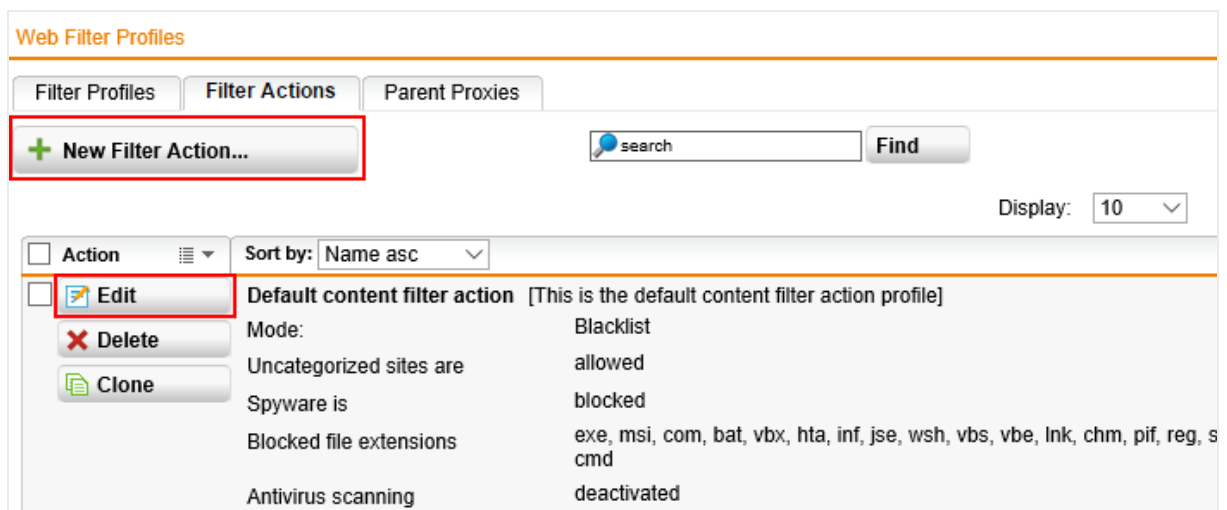 Web Filter Profiles
Filter Profiles Filter Actions Parent Proxies
New Filter Action... search Find
Display: 10
Action Sort by: Name asc
Edit Default content filter action [This is the default content filter action profile]
Mode: Blacklist
Delete
Uncategorized sites are allowed
Clone
Spyware is blocked
Blocked file extensions exe, msi, com, bat, vbx, hta, inf, jse, wsh, vbs, vbe, lnk, chm, pif, reg, s
cmd
Antivirus scanning deactivated